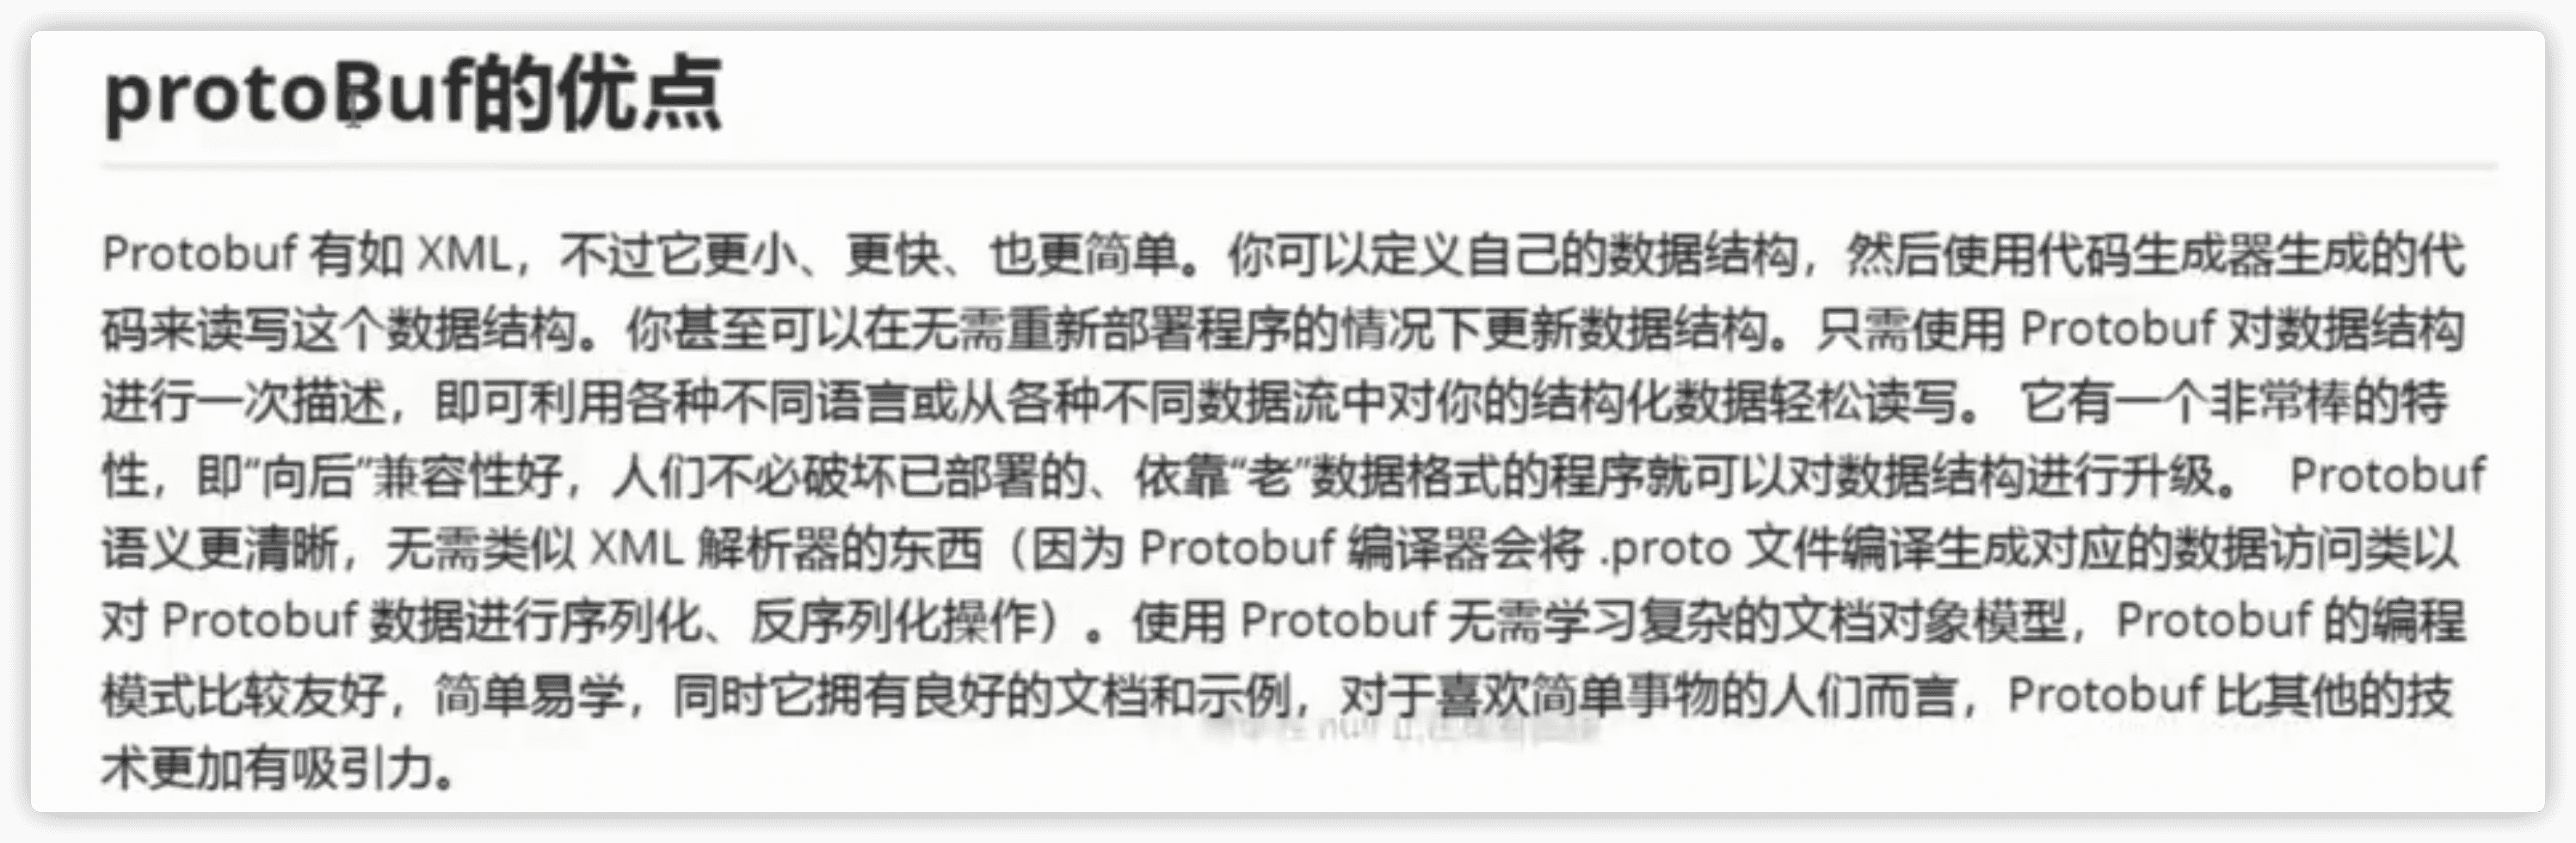 protoBuf的优点
Protobuf 有如 XML，不过它更小、更快、也更简单。你可以定义自己的数据结构，然后使用代码生成器生成的代
码来读写这个数据结构。你甚至可以在无需重新部署程序的情况下更新数据结构。只需使用 Protobuf 对数据结构
进行一次描述，即可利用各种不同语言或从各种不同数据流中对你的结构化数据轻松读写。 它有一个非常棒的特
性，即“向后”兼容性好，人们不必破坏已部署的、依靠“老”数据格式的程序就可以对数据结构进行升级。 Protobuf
语义更清晰，无需类似 XML 解析器的东西（因为 Protobuf 编译器会将 .proto 文件编译生成对应的数据访问类以
对 Protobuf 数据进行序列化、反序列化操作）。使用 Protobuf 无需学习复杂的文档对象模型，Protobuf 的编程
模式比较友好，简单易学，同时它拥有良好的文档和示例，对于喜欢简单事物的人们而言，Protobuf 比其他的技
术更加有吸引力。